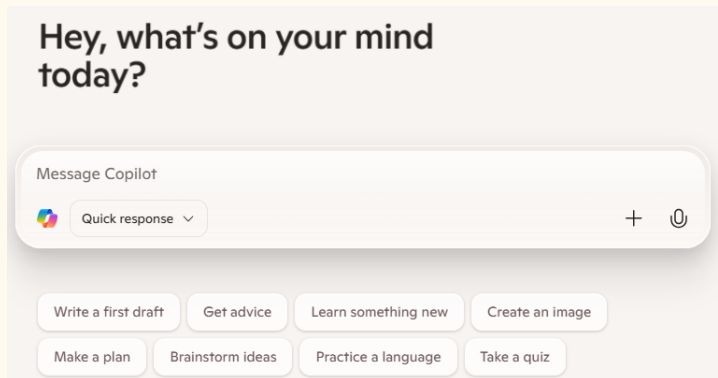 Hey, what's on your mind
today?
Message Copilot
Quick response
Write a first draft
Get advice
Learn something new
Create an image
Make a plan
Brainstorm ideas
Practice a language
Take a quiz